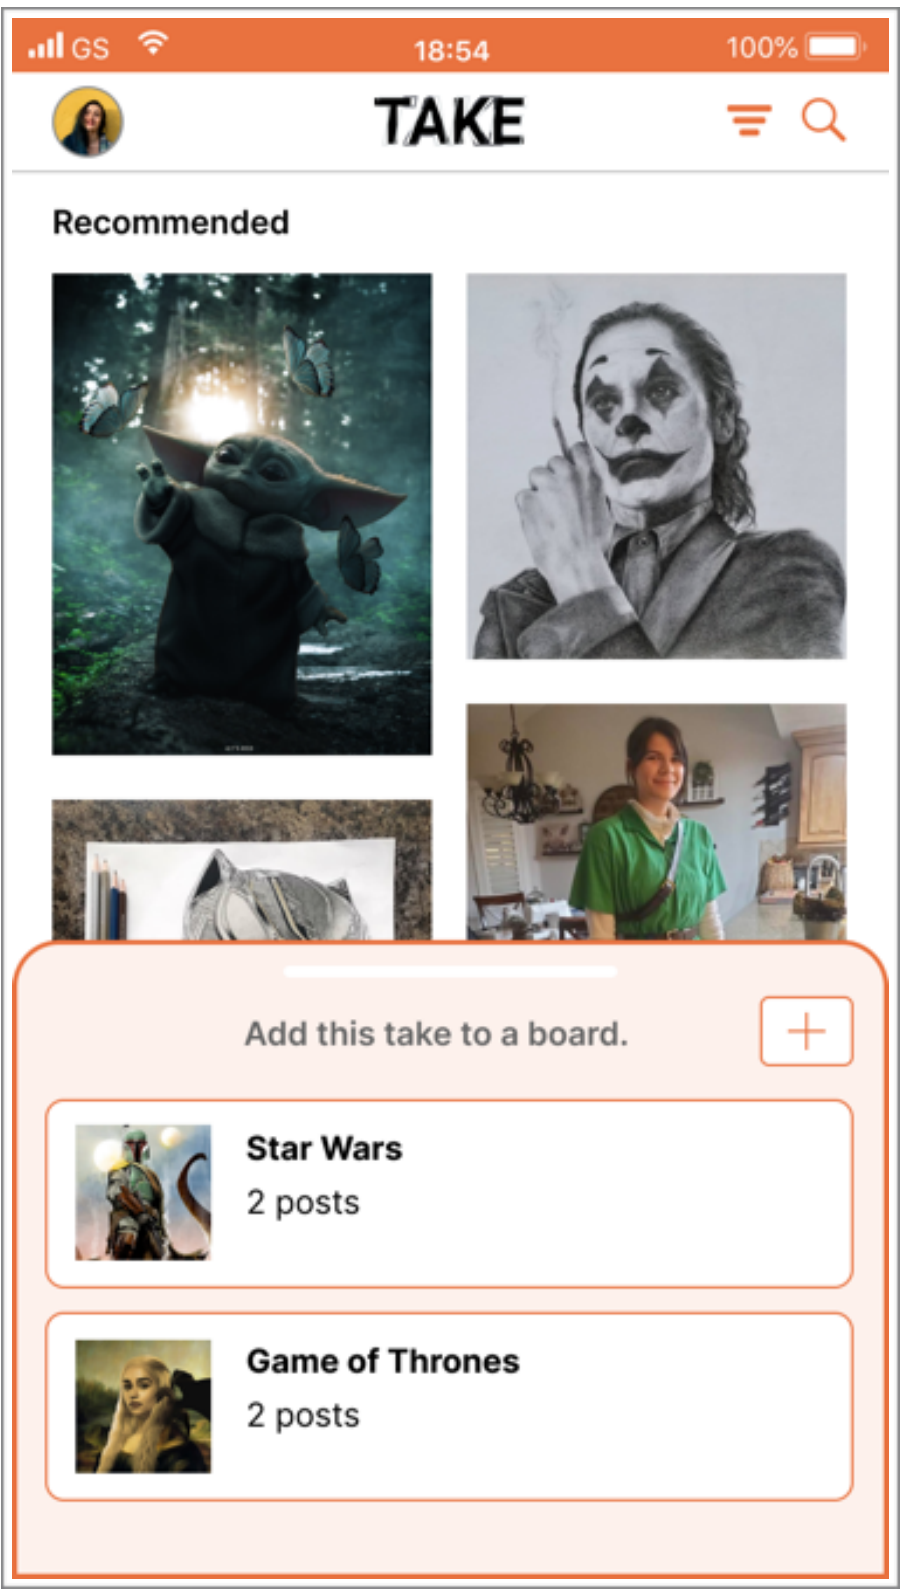 GS 18:54 100%
TAKE
Recommended
Add this take to a board.
Star Wars
2 posts
Game of Thrones
2 posts